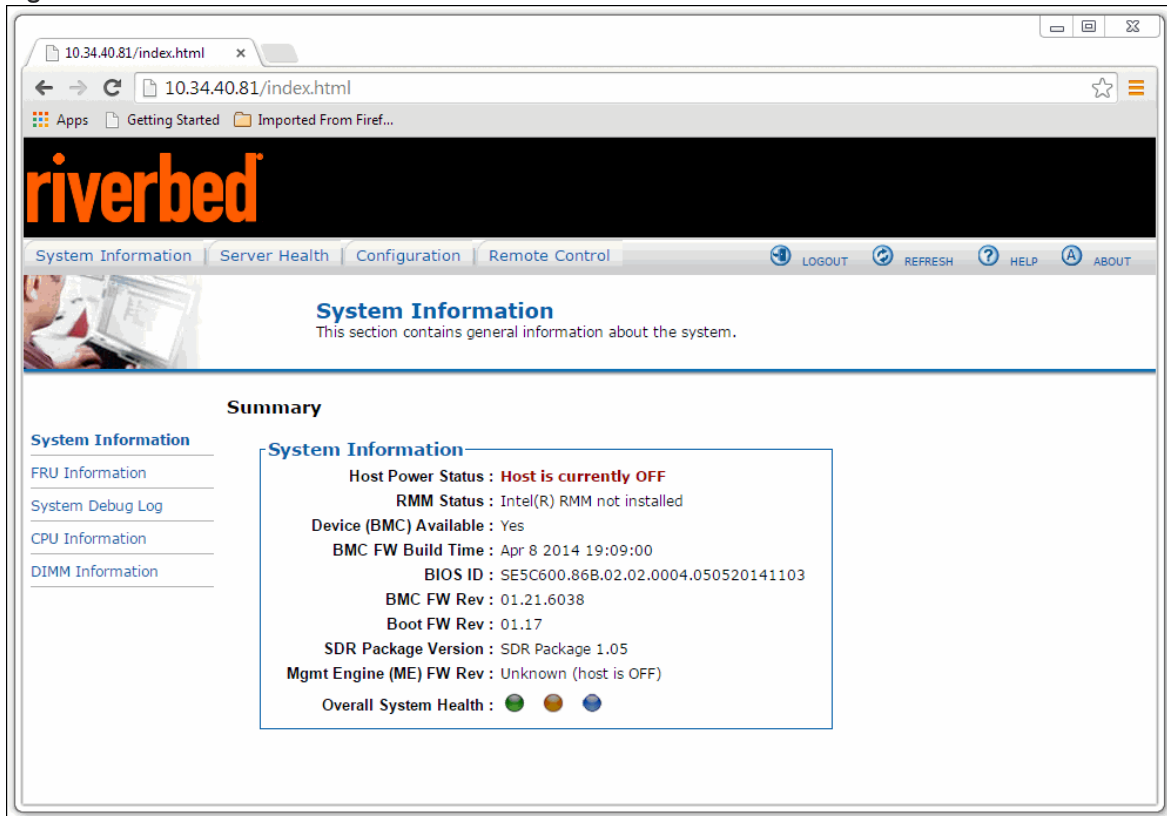 10.34.40.81/index.html
10.34.40.81/index.html
Apps Getting Started Imported From Firef...
riverbed
System Information Server Health Configuration Remote Control LOGOUT REFRESH ? HELP A ABOUT
System Information
This section contains general information about the system.
Summary
System Information
FRU Information
System Debug Log
CPU Information
DIMM Information
System Information
Host Power Status : Host is currently OFF
RMM Status : Intel(R) RMM not installed
Device (BMC) Available : Yes
BMC FW Build Time : Apr 8 2014 19:09:00
BIOS ID : SE5C600.86B.02.02.0004.050520141103
BMC FW Rev : 01.21.6038
Boot FW Rev : 01.17
SDR Package Version : SDR Package 1.05
Mgmt Engine (ME) FW Rev : Unknown (host is OFF)
Overall System Health :